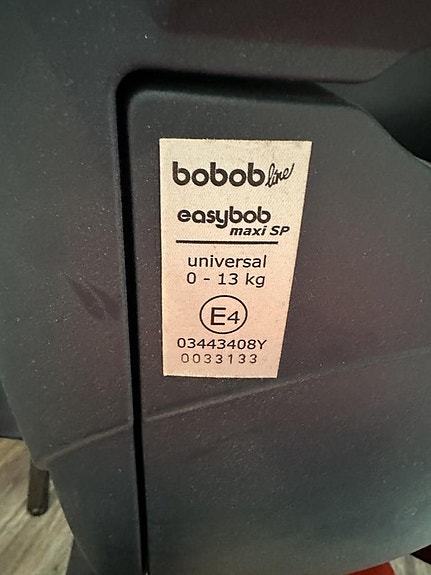 bobob line
easybob
maxi SP
universal
0 - 13 kg
E4
03443408Y
0033133